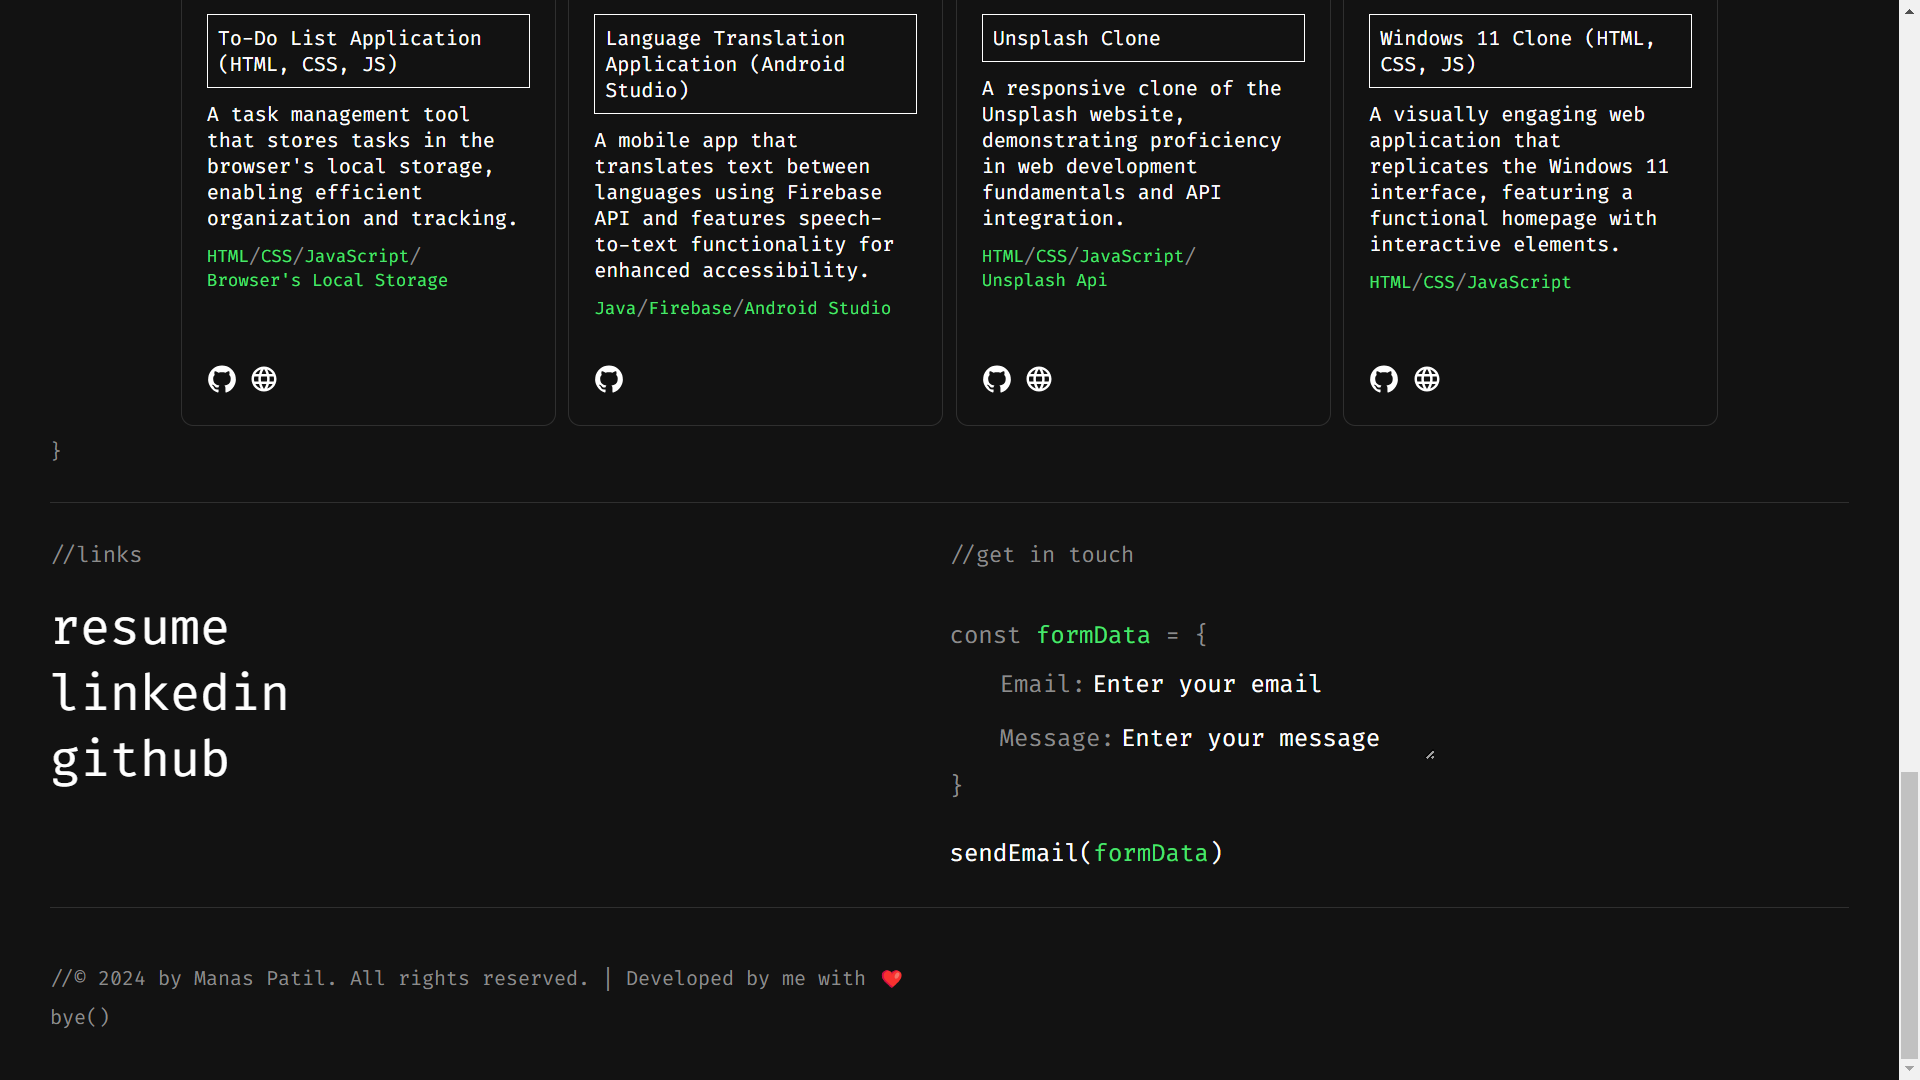 To-Do List Application
(HTML, CSS, JS)
A task management tool
that stores tasks in the
browser's local storage,
enabling efficient
organization and tracking.
HTML/CSS/JavaScript/
Browser's Local Storage
Language Translation
Application (Android
Studio)
A mobile app that
translates text between
languages using Firebase
API and features speech-
to-text functionality for
enhanced accessibility.
Java/Firebase/Android Studio
Unsplash Clone
A responsive clone of the
Unsplash website,
demonstrating proficiency
in web development
fundamentals and API
integration.
HTML/CSS/JavaScript/
Unsplash Api
Windows 11 Clone (HTML,
CSS, JS)
A visually engaging web
application that
replicates the Windows 11
interface, featuring a
functional homepage with
interactive elements.
HTML/CSS/JavaScript
}
//links
resume
linkedin
github
//get in touch
const formData = {
Email: Enter your email
Message: Enter your message
}
sendEmail(formData)
//© 2024 by Manas Patil. All rights reserved. | Developed by me with ❤️
bye()